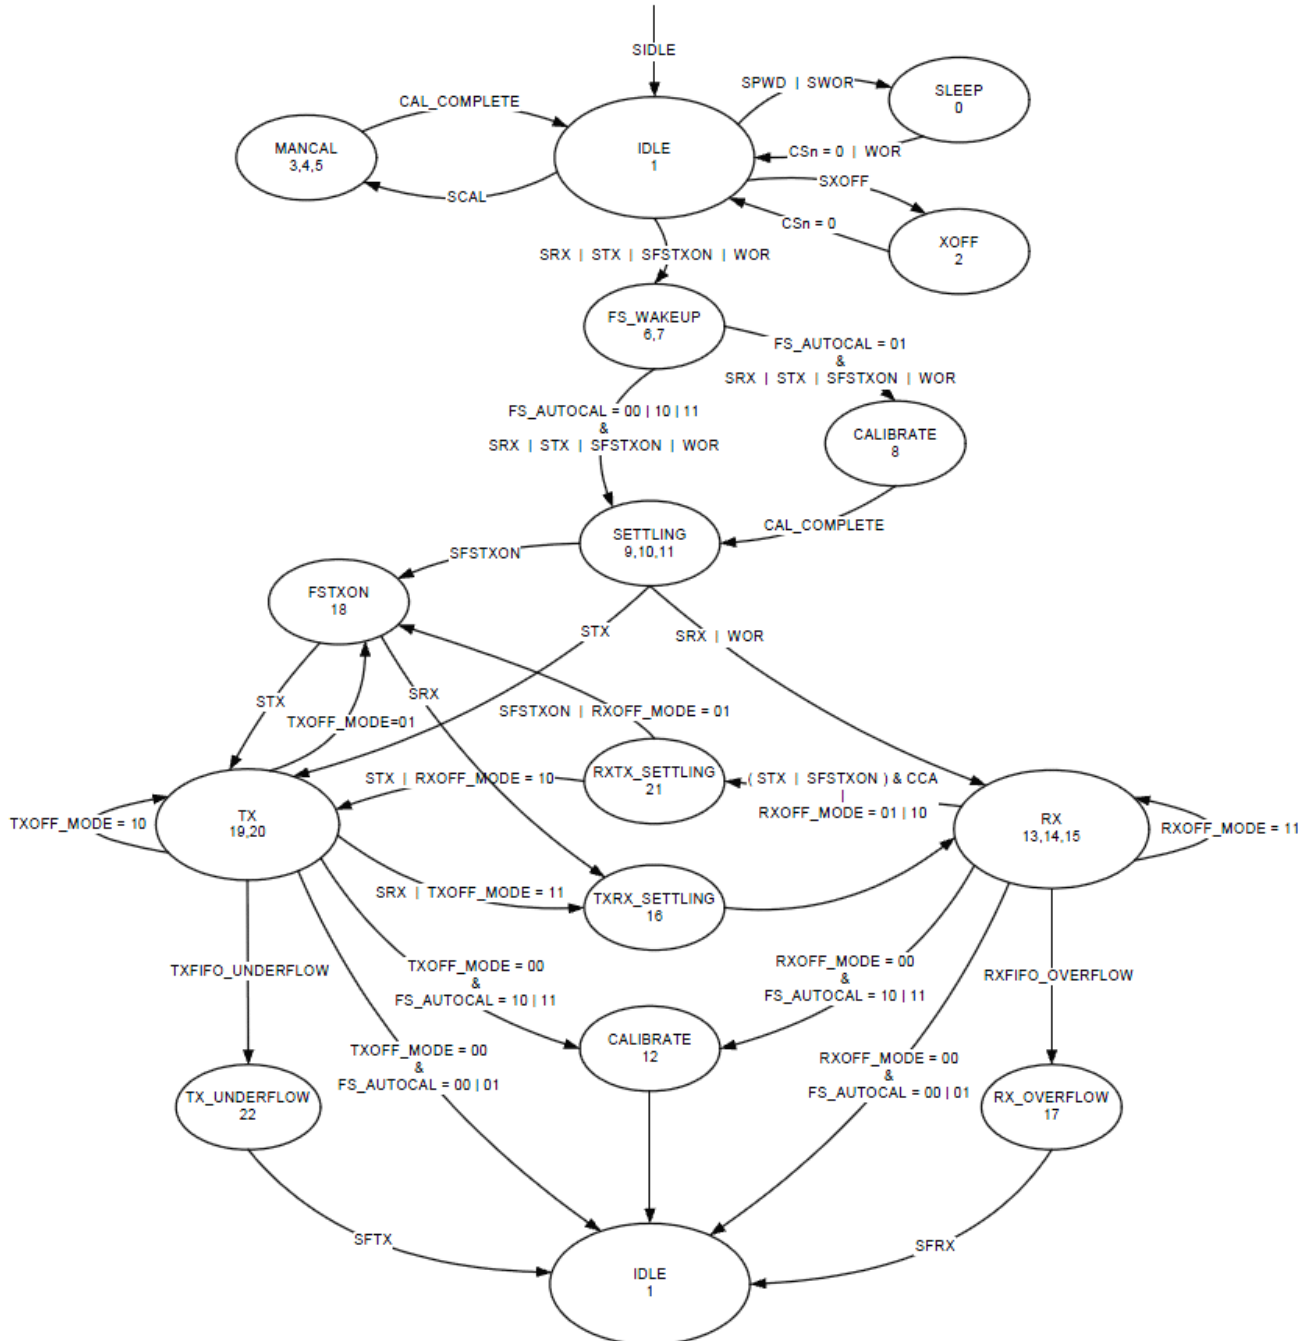 SIDLE
SPWD | SWOR
SLEEP
0
CAL_COMPLETE
MANCAL
3,4,5
IDLE
1
CSn = 0 | WOR
SCAL
SXOFF
CSn = 0
XOFF
2
SRX | STX | SFSTXON | WOR
FS_WAKEUP
6,7
FS_AUTOCAL = 01
&
SRX | STX | SFSTXON | WOR
FS_AUTOCAL = 00 | 10 | 11
&
SRX | STX | SFSTXON | WOR
CALIBRATE
8
SETTLING
9,10,11
CAL_COMPLETE
SFSTXON
FSTXON
18
STX
SRX | WOR
STX
SRX
TXOFF_MODE=01
SFSTXON | RXOFF_MODE = 01
STX | RXOFF_MODE = 10
RXTX_SETTLING
21
( STX | SFSTXON ) & CCA
|
RXOFF_MODE = 01 | 10
TXOFF_MODE = 10
TX
19,20
RX
13,14,15
RXOFF_MODE = 11
SRX | TXOFF_MODE = 11
TXRX_SETTLING
16
TXFIFO_UNDERFLOW
TXOFF_MODE = 00
&
FS_AUTOCAL = 10 | 11
RXOFF_MODE = 00
&
FS_AUTOCAL = 10 | 11
RXFIFO_OVERFLOW
CALIBRATE
12
TXOFF_MODE = 00
&
FS_AUTOCAL = 00 | 01
RXOFF_MODE = 00
&
FS_AUTOCAL = 00 | 01
TX_UNDERFLOW
22
RX_OVERFLOW
17
SFTX
SFRX
IDLE
1